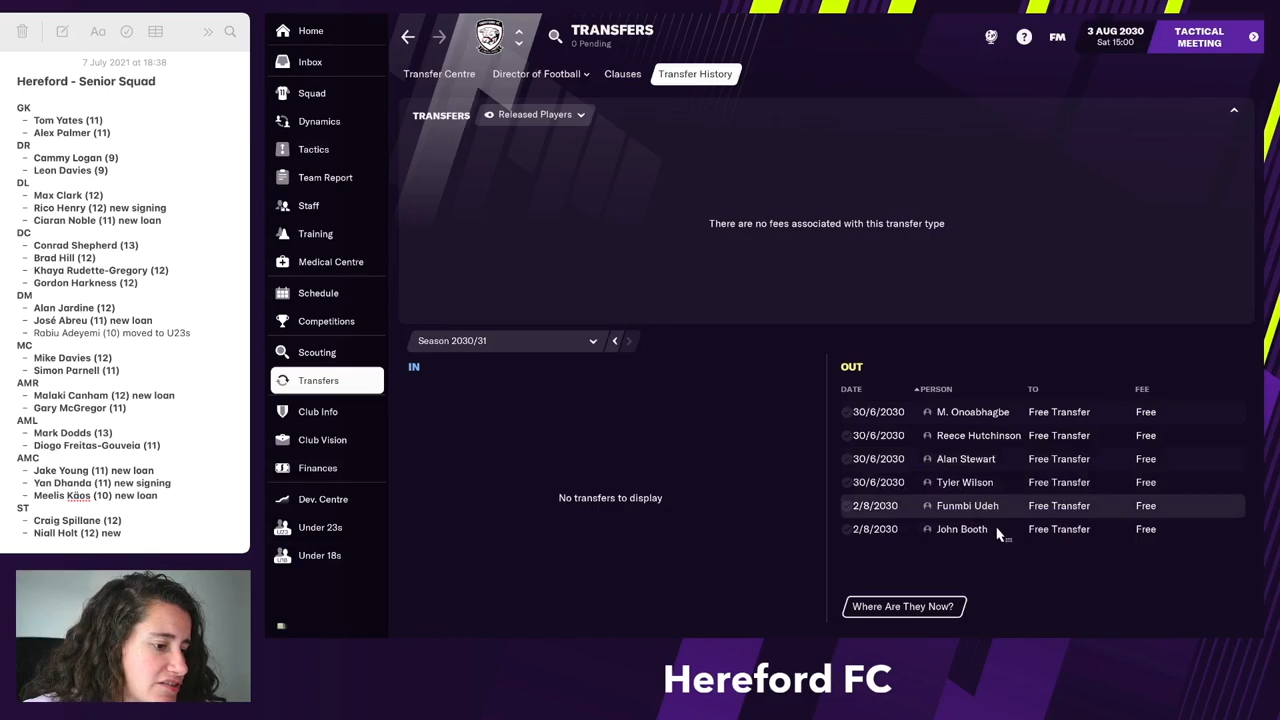 Aa
7 July 2021 at 18:38
Hereford - Senior Squad
GK
– Tom Yates (11)
– Alex Palmer (11)
DR
– Cammy Logan (9)
– Leon Davies (9)
DL
– Max Clark (12)
– Rico Henry (12) new signing
– Ciaran Noble (11) new loan
DC
– Conrad Shepherd (13)
– Brad Hill (12)
– Khaya Rudette-Gregory (12)
– Gordon Harkness (12)
DM
– Alan Jardine (12)
– José Abreu (11) new loan
– Rabiu Adeyemi (10) moved to U23s
MC
– Mike Davies (12)
– Simon Parnell (11)
AMR
– Malaki Canham (12) new loan
– Gary McGregor (11)
AML
– Mark Dodds (13)
– Diogo Freitas-Gouveia (11)
AMC
– Jake Young (11) new loan
– Yan Dhanda (11) new signing
– Meelis Käos (10) new loan
ST
– Craig Spillane (12)
– Niall Holt (12) new
Home
Inbox
Squad
Dynamics
Tactics
Team Report
Staff
Training
Medical Centre
Schedule
Competitions
Scouting
Transfers
Club Info
Club Vision
Finances
Dev. Centre
Under 23s
Under 18s
TRANSFERS
0 Pending
? FM 3 AUG 2030
Sat 15:00
TACTICAL
MEETING
Transfer Centre Director of Football Clauses Transfer History
TRANSFERS Released Players
There are no fees associated with this transfer type
Season 2030/31
IN
No transfers to display
OUT
DATE PERSON TO FEE
30/6/2030 M. Onoabhagbe Free Transfer Free
30/6/2030 Reece Hutchinson Free Transfer Free
30/6/2030 Alan Stewart Free Transfer Free
30/6/2030 Tyler Wilson Free Transfer Free
2/8/2030 Funmbi Udeh Free Transfer Free
2/8/2030 John Booth Free Transfer Free
Where Are They Now?
Hereford FC